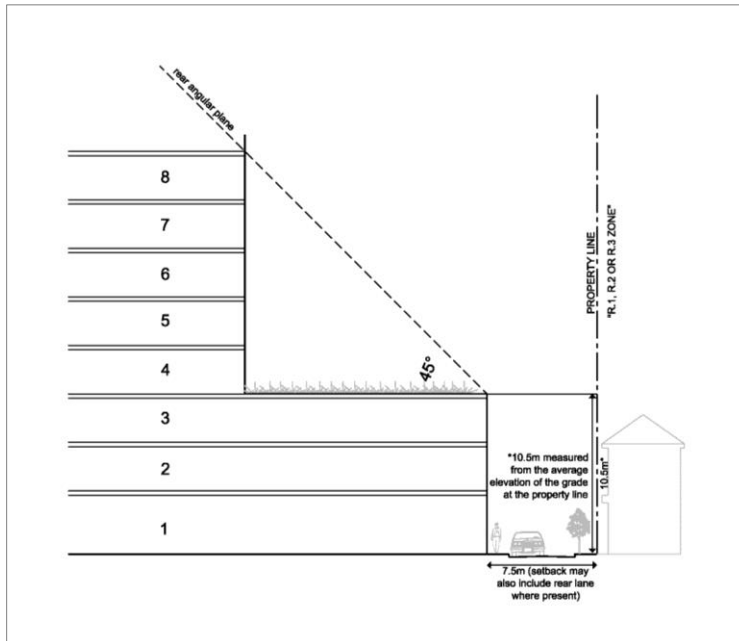 rear angular plane
8
7
6
5
4
3
2
1
45°
PROPERTY LINE
"R.1, R.2 OR R.3 ZONE"
*10.5m measured
from the average
elevation of the grade
at the property line
10.5m*
7.5m (setback may
also include rear lane
where present)